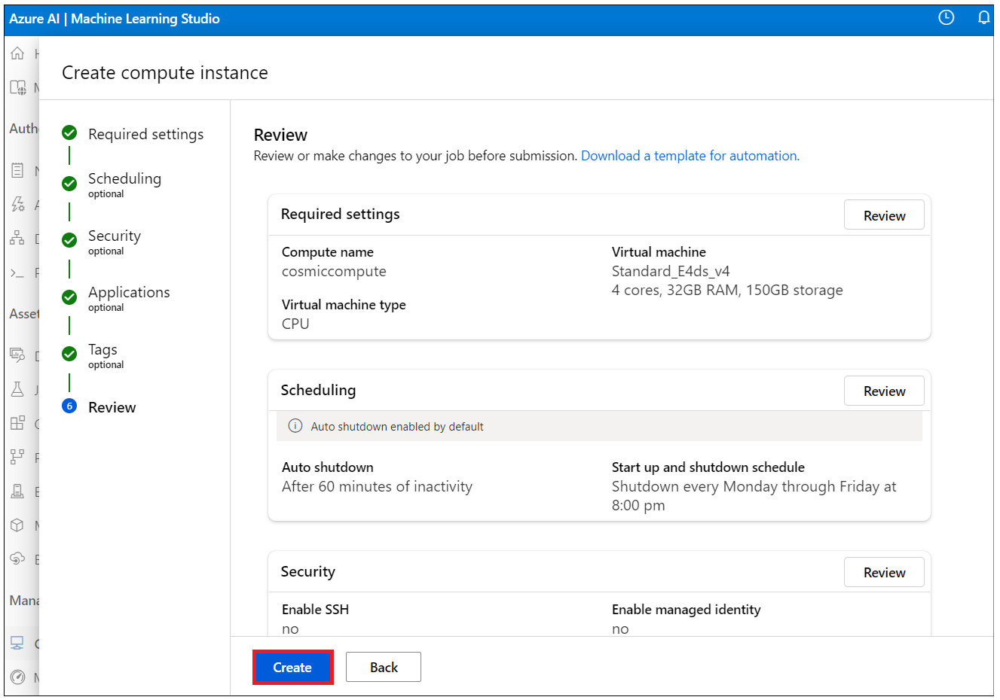 Azure AI | Machine Learning Studio
Create compute instance
Required settings
Scheduling
optional
Security
optional
Applications
optional
Tags
optional
6
Review
Review
Review or make changes to your job before submission. Download a template for automation.
Required settings
Review
Compute name
cosmiccompute
Virtual machine type
CPU
Virtual machine
Standard_E4ds_v4
4 cores, 32GB RAM, 150GB storage
Scheduling
Review
Auto shutdown enabled by default
Auto shutdown
After 60 minutes of inactivity
Start up and shutdown schedule
Shutdown every Monday through Friday at
8:00 pm
Security
Review
Enable SSH
no
Enable managed identity
no
Create
Back